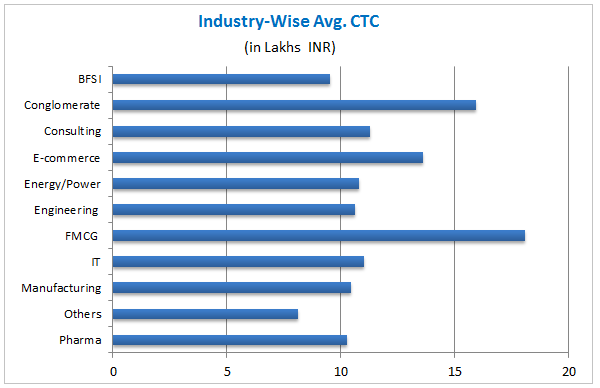 Industry-Wise Avg. CTC
(in Lakhs INR)
BFSI
Conglomerate
Consulting
E-commerce
Energy/Power
Engineering
FMCG
IT
Manufacturing
Others
Pharma
0 5 10 15 20